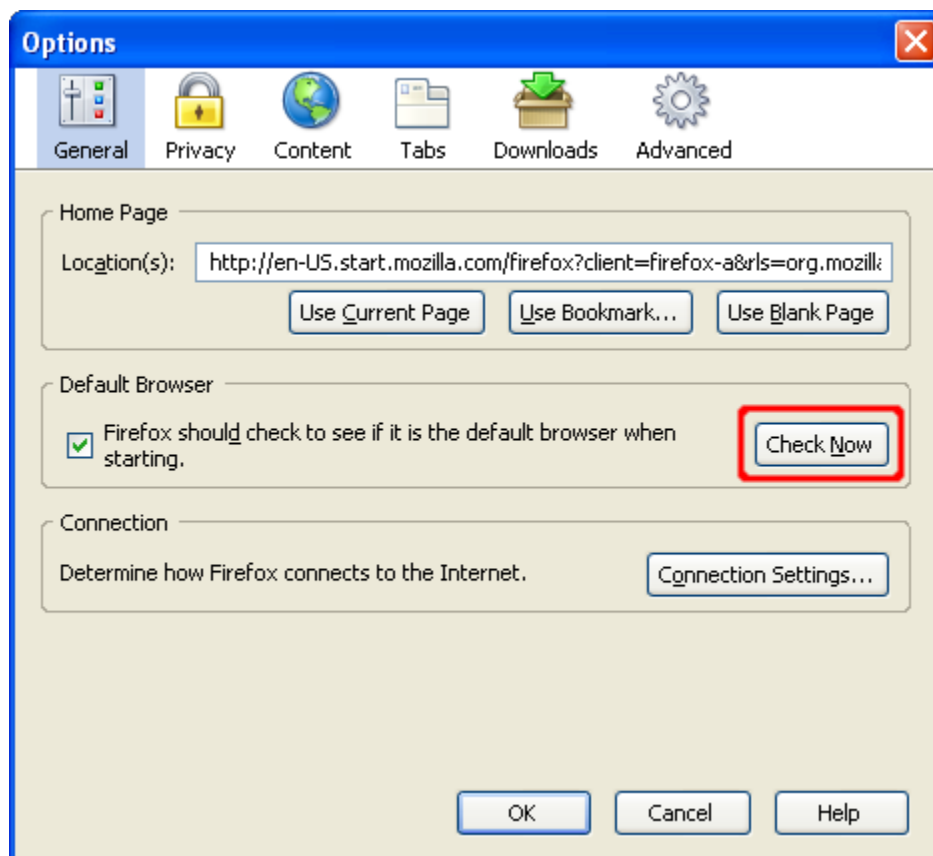 Options
General Privacy Content Tabs Downloads Advanced
Home Page
Location(s): http://en-US.start.mozilla.com/firefox?client=firefox-a&rls=org.mozilla
Use Current Page Use Bookmark... Use Blank Page
Default Browser
Firefox should check to see if it is the default browser when
starting.
Check Now
Connection
Determine how Firefox connects to the Internet. Connection Settings...
OK Cancel Help